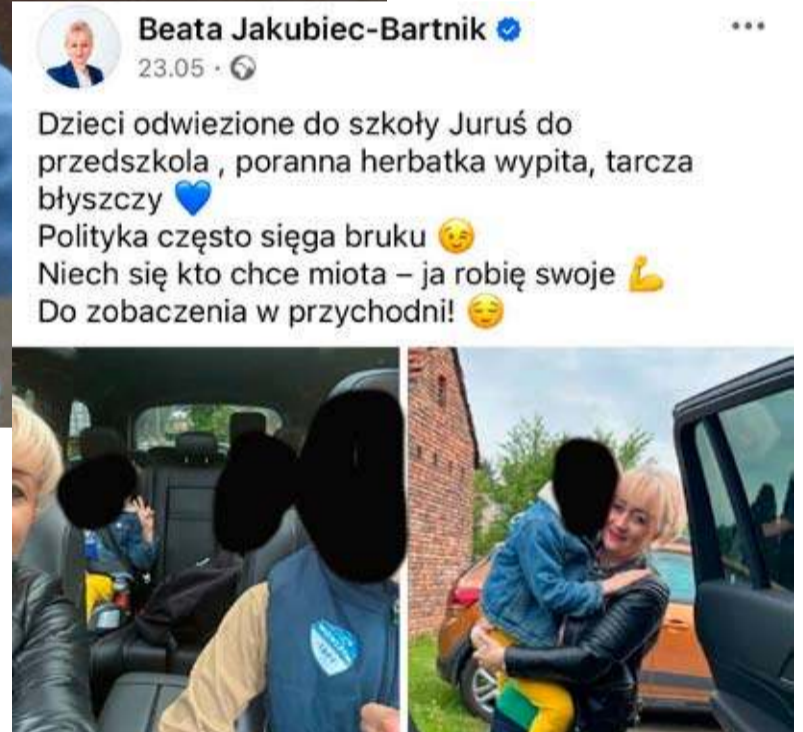 Beata Jakubiec-Bartnik
23.05 ·
Dzieci odwiezione do szkoły Juruś do
przedszkola , poranna herbatka wypita, tarcza
błyszczy 💙
Polityka często sięga bruku 😉
Niech się kto chce miota – ja robię swoje 💪
Do zobaczenia w przychodni! 😌